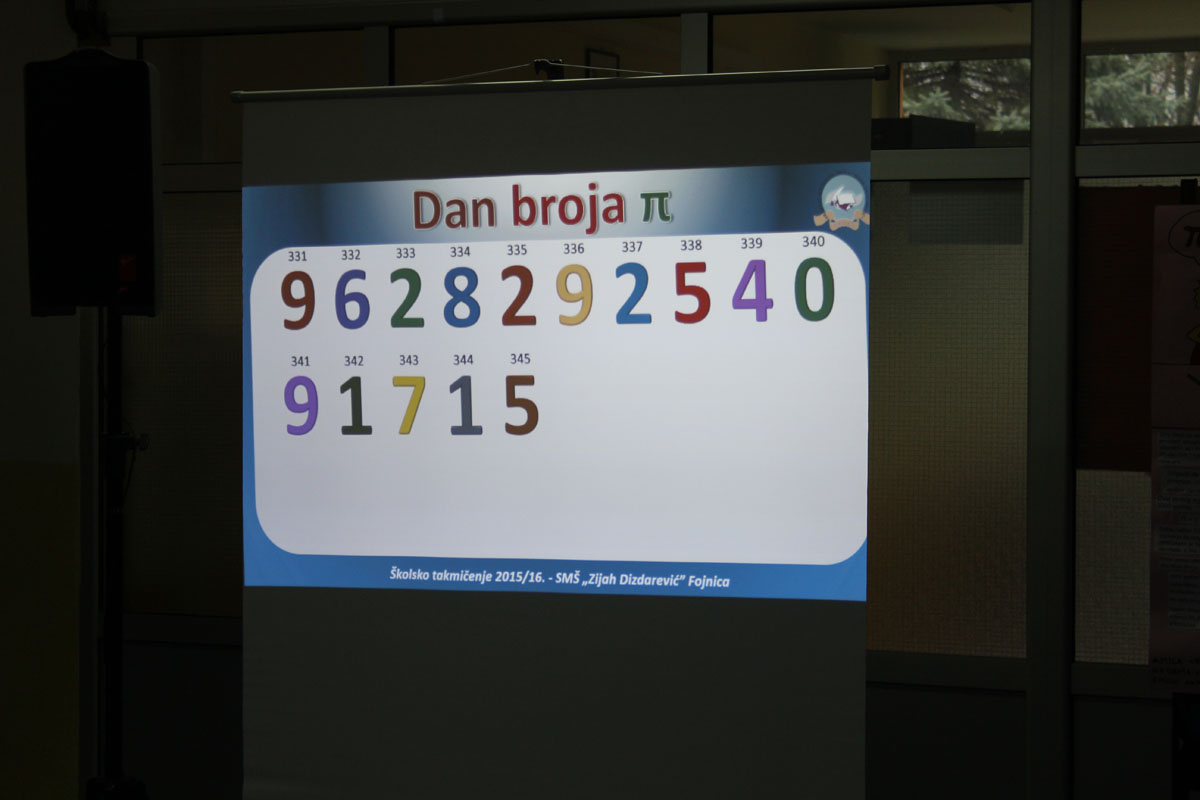 Dan broja π
331 332 333 334 335 336 337 338 339 340
9 6 2 8 2 9 2 5 4 0
341 342 343 344 345
9 1 7 1 5
Školsko takmičenje 2015/16. - SMŠ „Zijah Dizdarević” Fojnica